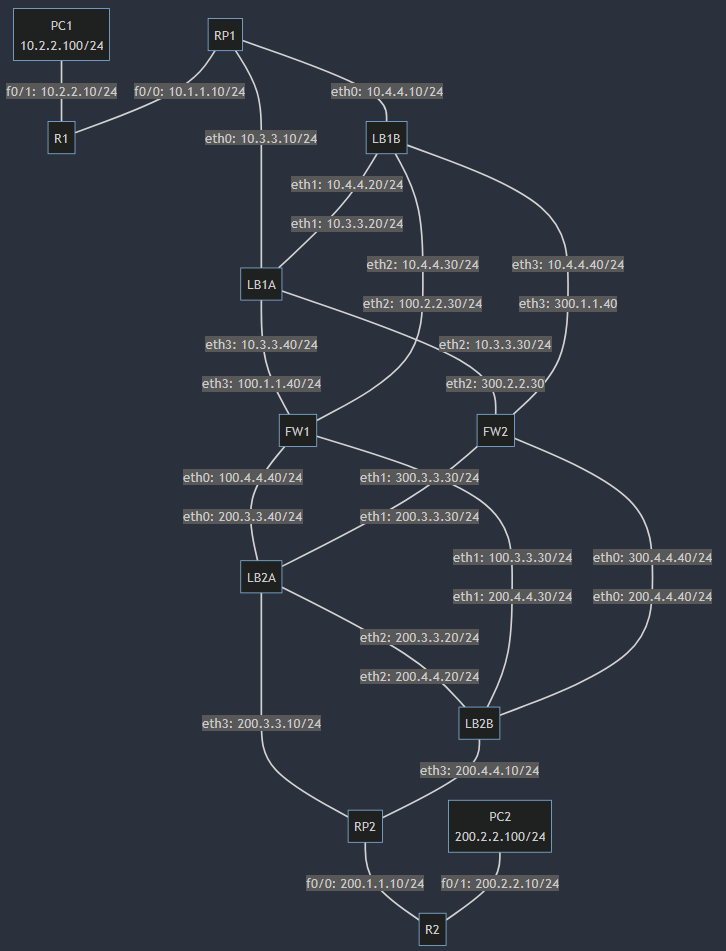 PC1
10.2.2.100/24
RP1
f0/1: 10.2.2.10/24
f0/0: 10.1.1.10/24
eth0: 10.4.4.10/24
R1
eth0: 10.3.3.10/24
LB1B
eth1: 10.4.4.20/24
eth1: 10.3.3.20/24
eth2: 10.4.4.30/24
eth3: 10.4.4.40/24
LB1A
eth2: 100.2.2.30/24
eth3: 300.1.1.40
eth3: 10.3.3.40/24
eth2: 10.3.3.30/24
eth3: 100.1.1.40/24
eth2: 300.2.2.30
FW1
FW2
eth0: 100.4.4.40/24
eth1: 300.3.3.30/24
eth0: 200.3.3.40/24
eth1: 200.3.3.30/24
eth1: 100.3.3.30/24
eth0: 300.4.4.40/24
LB2A
eth1: 200.4.4.30/24
eth0: 200.4.4.40/24
eth2: 200.3.3.20/24
eth2: 200.4.4.20/24
eth3: 200.3.3.10/24
LB2B
eth3: 200.4.4.10/24
RP2
PC2
200.2.2.100/24
f0/0: 200.1.1.10/24
f0/1: 200.2.2.10/24
R2